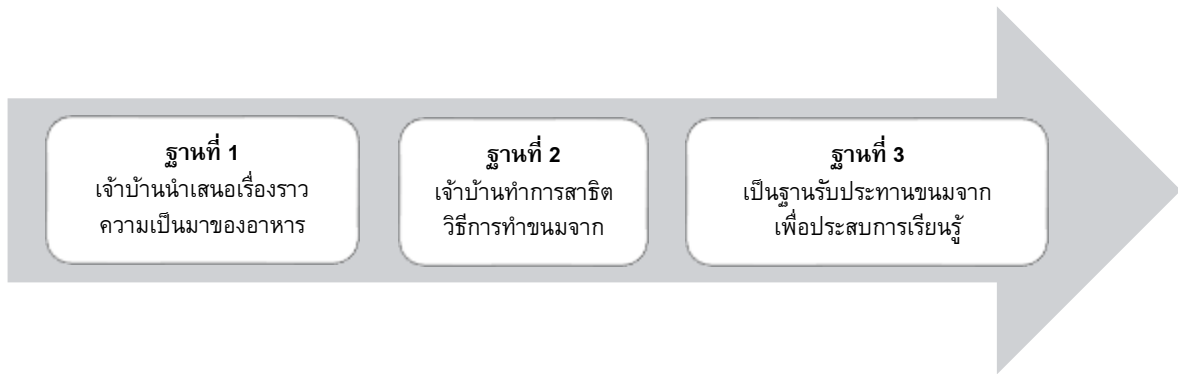 ฐานที่ 1
เจ้าบ้านนำเสนอเรื่องราว
ความเป็นมาของอาหาร
ฐานที่ 2
เจ้าบ้านทำการสาธิต
วิธีการทำขนมจาก
ฐานที่ 3
เป็นฐานรับประทานขนมจาก
เพื่อประสบการเรียนรู้